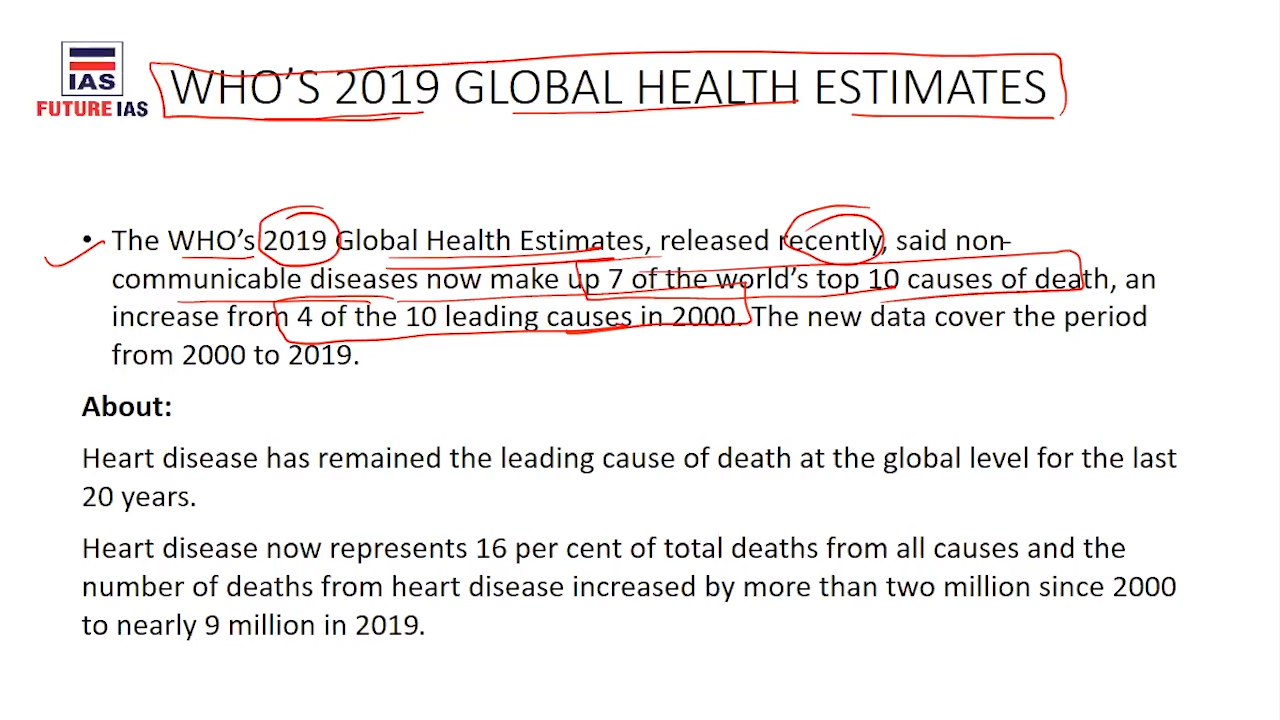 IAS
FUTURE IAS
WHO’S 2019 GLOBAL HEALTH ESTIMATES
• The WHO’s 2019 Global Health Estimates, released recently, said non-
communicable diseases now make up 7 of the world’s top 10 causes of death, an
increase from 4 of the 10 leading causes in 2000. The new data cover the period
from 2000 to 2019.
About:
Heart disease has remained the leading cause of death at the global level for the last
20 years.
Heart disease now represents 16 per cent of total deaths from all causes and the
number of deaths from heart disease increased by more than two million since 2000
to nearly 9 million in 2019.